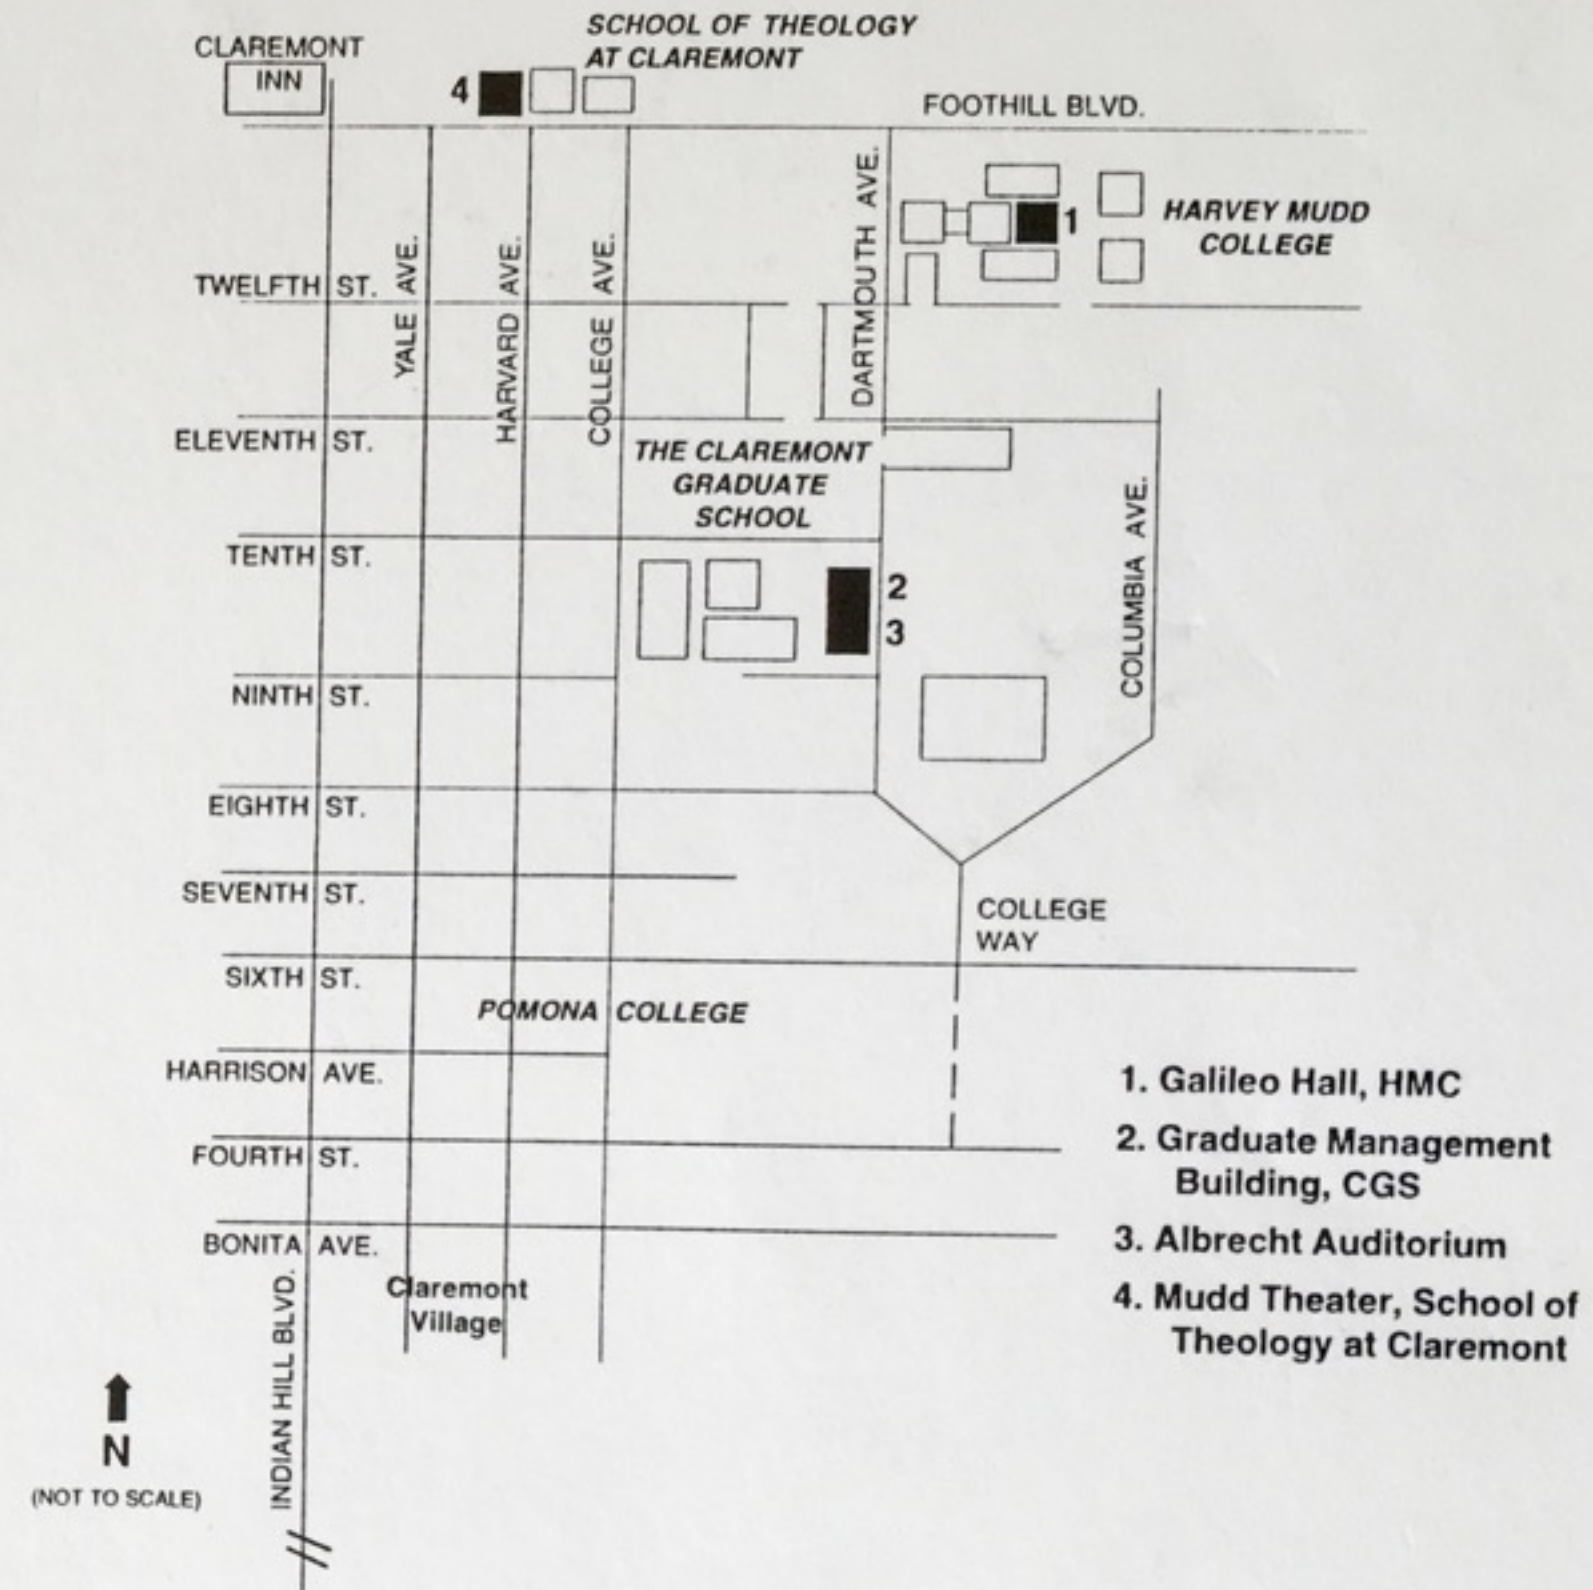 SCHOOL OF THEOLOGY
AT CLAREMONT
CLAREMONT
INN
4
FOOTHILL BLVD.
1
HARVEY MUDD
COLLEGE
DARTMOUTH AVE.
YALE AVE.
HARVARD AVE.
COLLEGE AVE.
TWELFTH ST.
ELEVENTH ST.
THE CLAREMONT
GRADUATE
SCHOOL
TENTH ST.
2
3
COLUMBIA AVE.
NINTH ST.
EIGHTH ST.
SEVENTH ST.
COLLEGE
WAY
SIXTH ST.
POMONA COLLEGE
HARRISON AVE.
FOURTH ST.
BONITA AVE.
Claremont
Village
INDIAN HILL BLVD.
N
(NOT TO SCALE)
1. Galileo Hall, HMC
2. Graduate Management
Building, CGS
3. Albrecht Auditorium
4. Mudd Theater, School of
Theology at Claremont